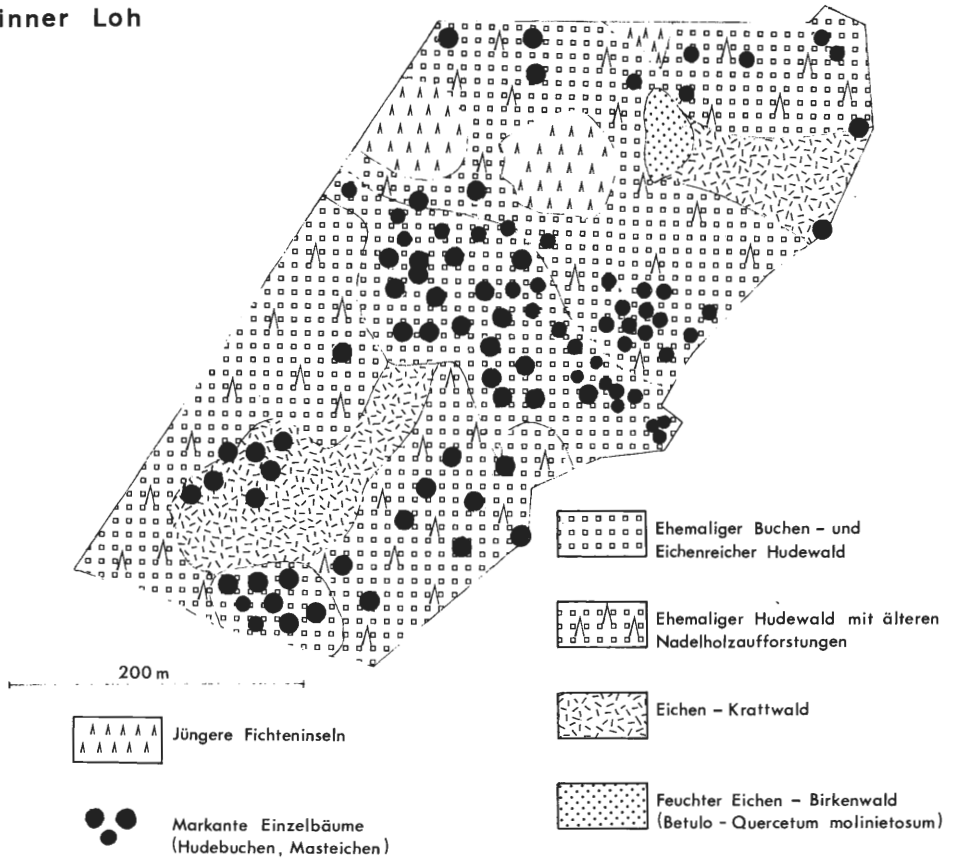 inner Loh
200 m
Jüngere Fichteninseln
Markante Einzelbäume
(Hudebuchen, Masteichen)
Ehemaliger Buchen - und
Eichenreicher Hudewald
Ehemaliger Hudewald mit älteren
Nadelholzaufforstungen
Eichen - Krattwald
Feuchter Eichen - Birkenwald
(Betulo - Quercetum molinietosum)